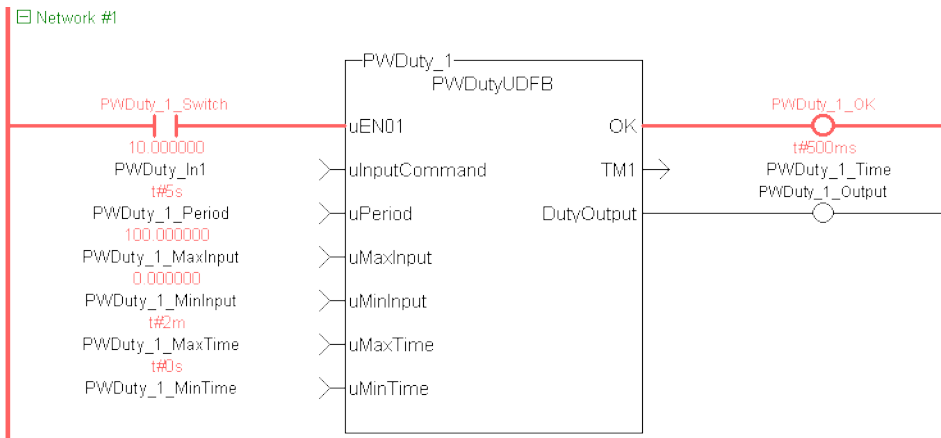 Network #1
PWDuty_1
PWDutyUDFB
PWDuty_1_Switch
uEN01
OK
PWDuty_1_OK
10.000000
t#500ms
PWDuty_In1
uInputCommand
TM1
PWDuty_1_Time
t#5s
PWDuty_1_Output
PWDuty_1_Period
uPeriod
DutyOutput
100.000000
PWDuty_1_MaxInput
uMaxInput
0.000000
PWDuty_1_MinInput
uMinInput
t#2m
PWDuty_1_MaxTime
uMaxTime
t#0s
PWDuty_1_MinTime
uMinTime